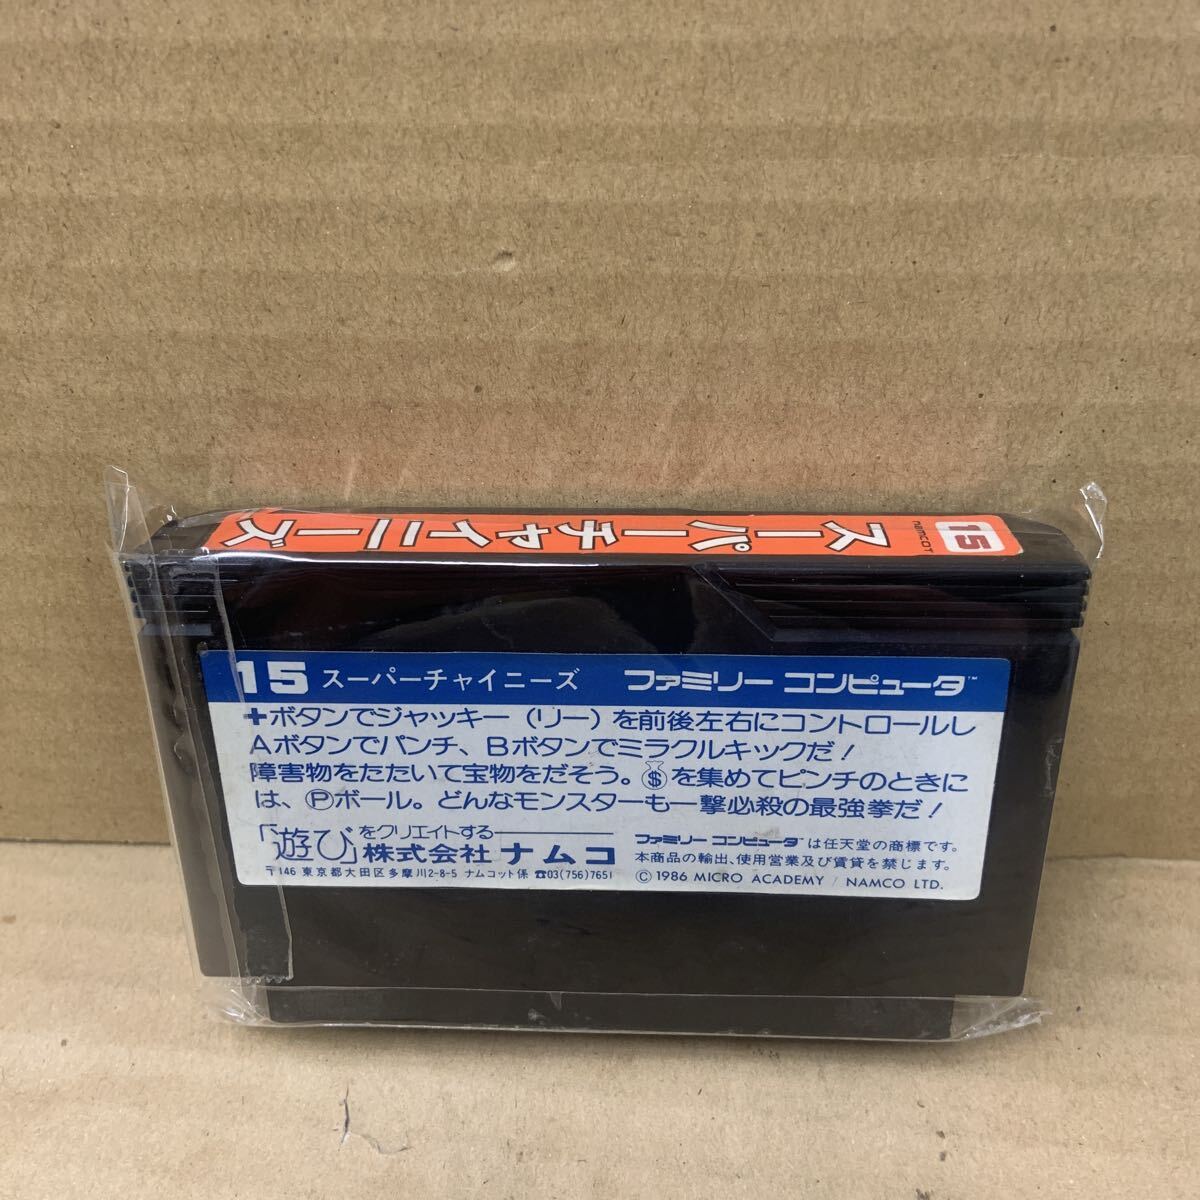 15 namcot スーパーチャイニーズ
15 スーパーチャイニーズ ファミリー コンピュータ™
✚ボタンでジャッキー(リー)を前後左右にコントロールし
Aボタンでパンチ、Bボタンでミラクルキックだ!
障害物をたたいて宝物をだそう。$を集めてピンチのときに
は、Ⓟボール。どんなモンスターも一撃必殺の最強拳だ!
「遊び」をクリエイトする
株式会社 ナムコ
〒146 東京都大田区多摩川2-8-5 ナムコット係 ☎03(756)7651
ファミリー コンピュータ™は任天堂の商標です。
本商品の輸出、使用営業及び賃貸を禁じます。
© 1986 MICRO ACADEMY / NAMCO LTD.